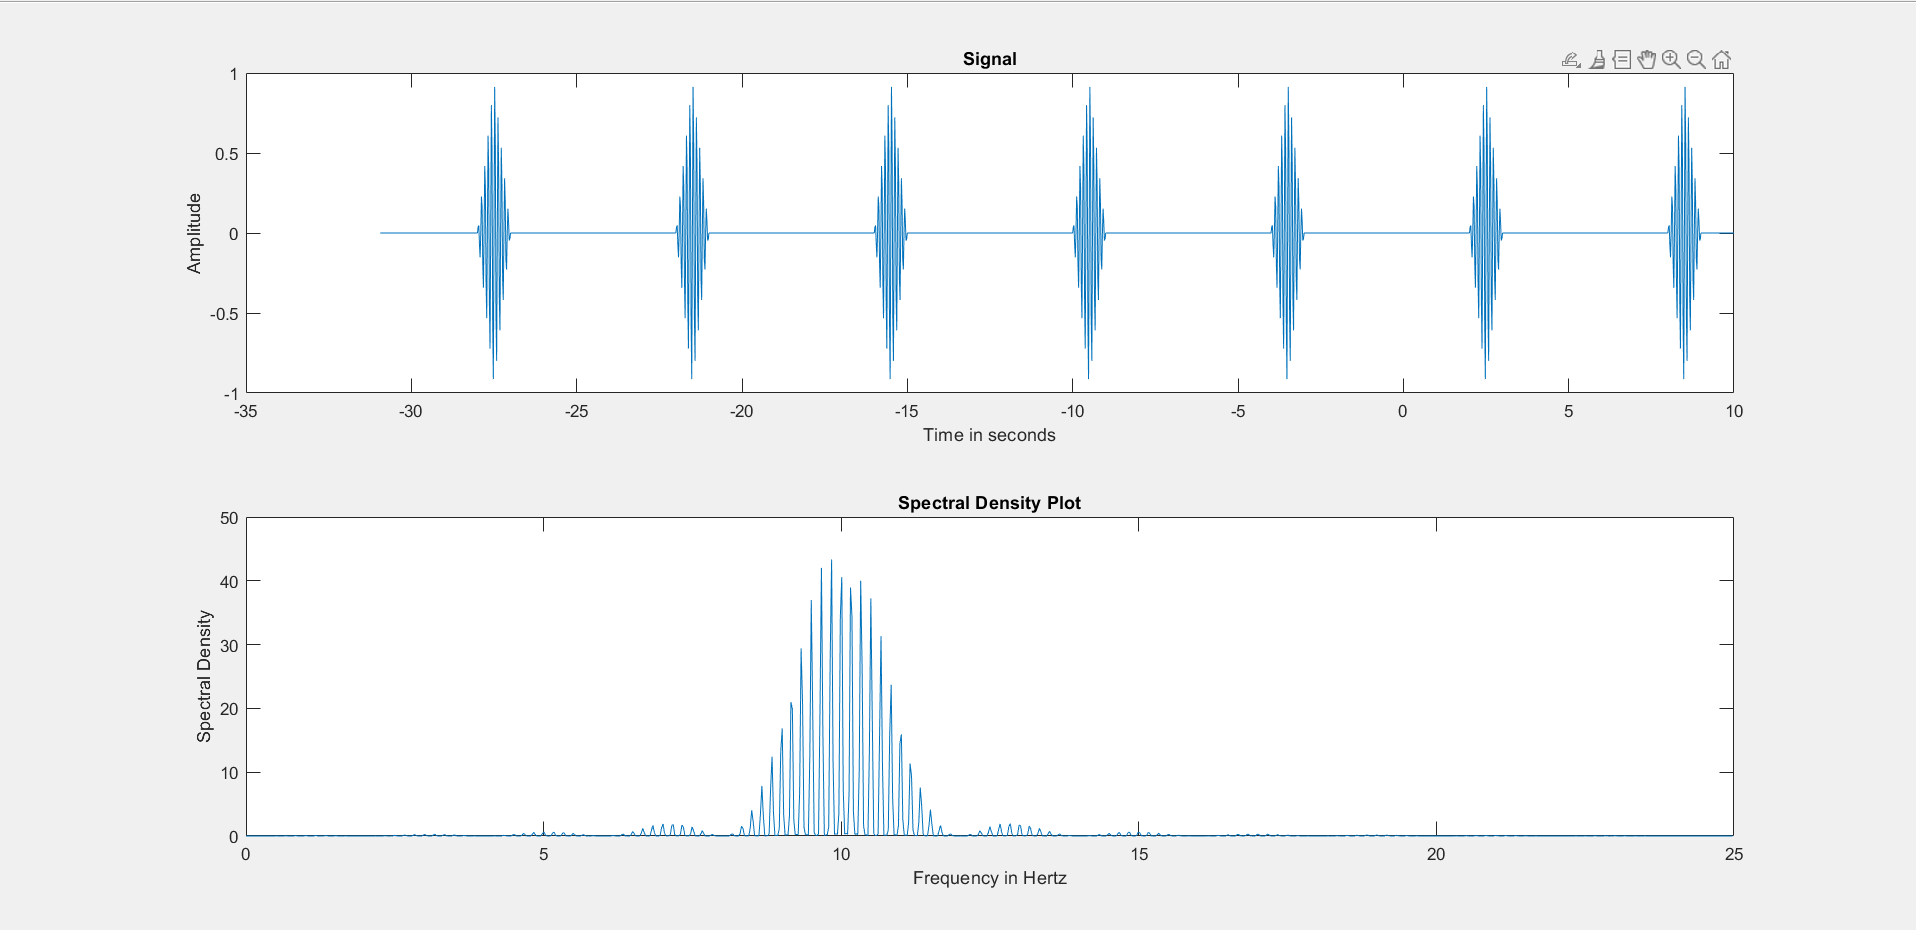 Signal
1
0.5
0
-0.5
-1
Amplitude
-35 -30 -25 -20 -15 -10 -5 0 5 10
Time in seconds
Spectral Density Plot
50
40
30
20
10
0
Spectral Density
0 5 10 15 20 25
Frequency in Hertz